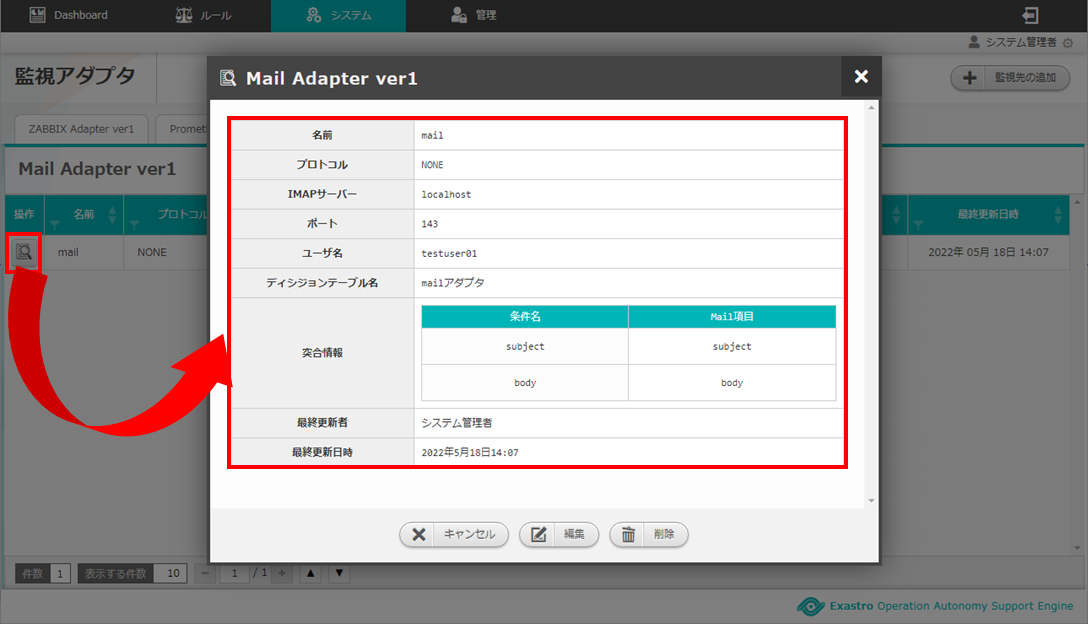 Dashboard
ルール
システム
管理
システム管理者
監視アダプタ
監視先の追加
ZABBIX Adapter ver1
Mail Adapter ver1
操作
名前
最終更新日時
mail
NONE
2022年 05月 18日 14:07
Mail Adapter ver1
名前 mail
プロトコル NONE
IMAPサーバー localhost
ポート 143
ユーザ名 testuser01
ディシジョンテーブル名 mailアダプタ
突合情報
条件名 Mail項目
subject subject
body body
最終更新者 システム管理者
最終更新日時 2022年5月18日14:07
キャンセル
編集
削除
件数 1
表示する件数 10
1 / 1
Exastro Operation Autonomy Support Engine